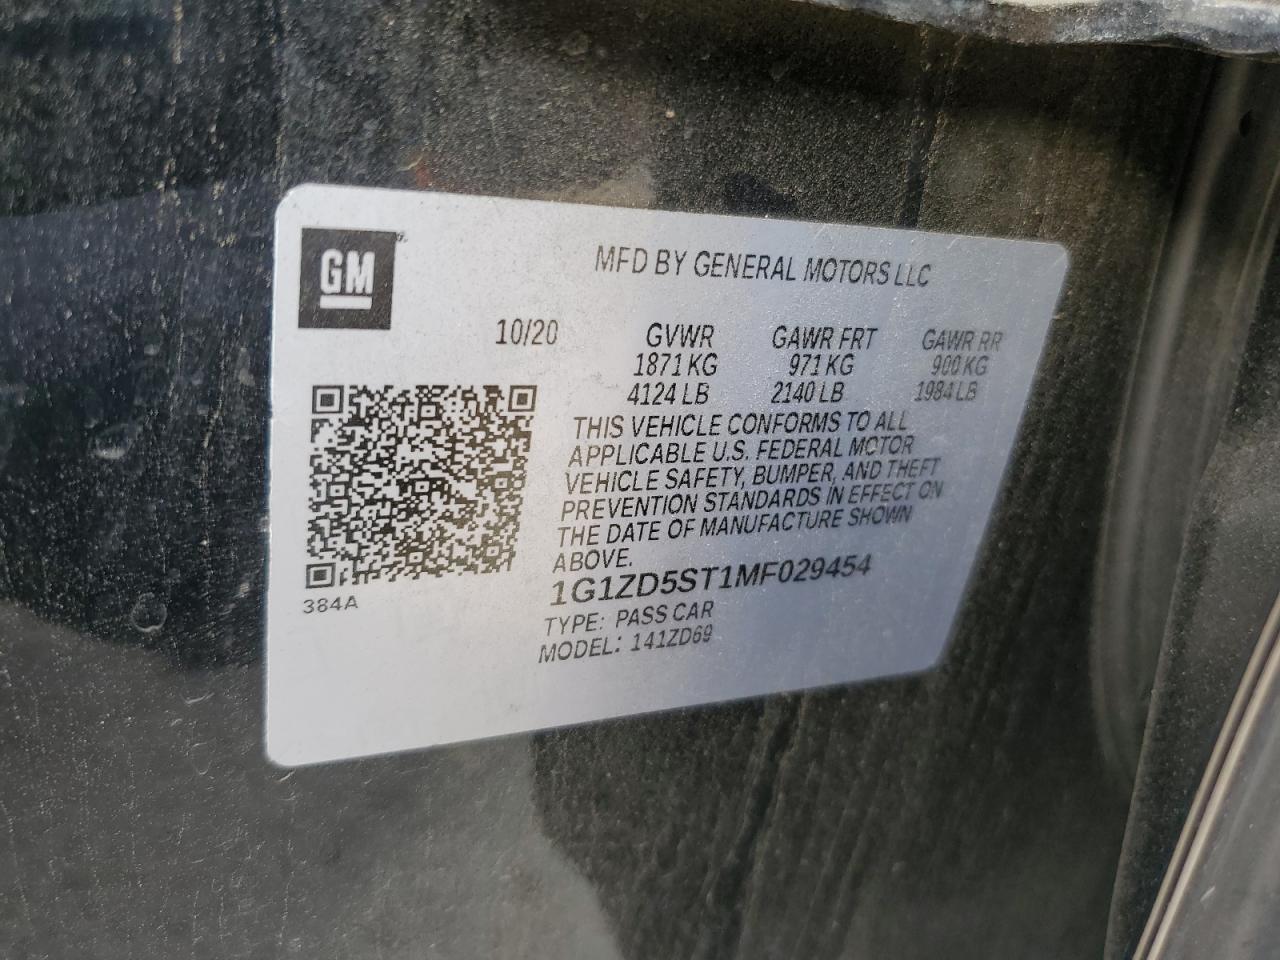 GM
MFD BY GENERAL MOTORS LLC
10/20 GVWR GAWR FRT GAWR RR
1871 KG 971 KG 900 KG
4124 LB 2140 LB 1984 LB
THIS VEHICLE CONFORMS TO ALL
APPLICABLE U.S. FEDERAL MOTOR
VEHICLE SAFETY, BUMPER, AND THEFT
PREVENTION STANDARDS IN EFFECT ON
THE DATE OF MANUFACTURE SHOWN
ABOVE.
1G1ZD5ST1MF029454
TYPE: PASS CAR
MODEL: 141ZD69
384A